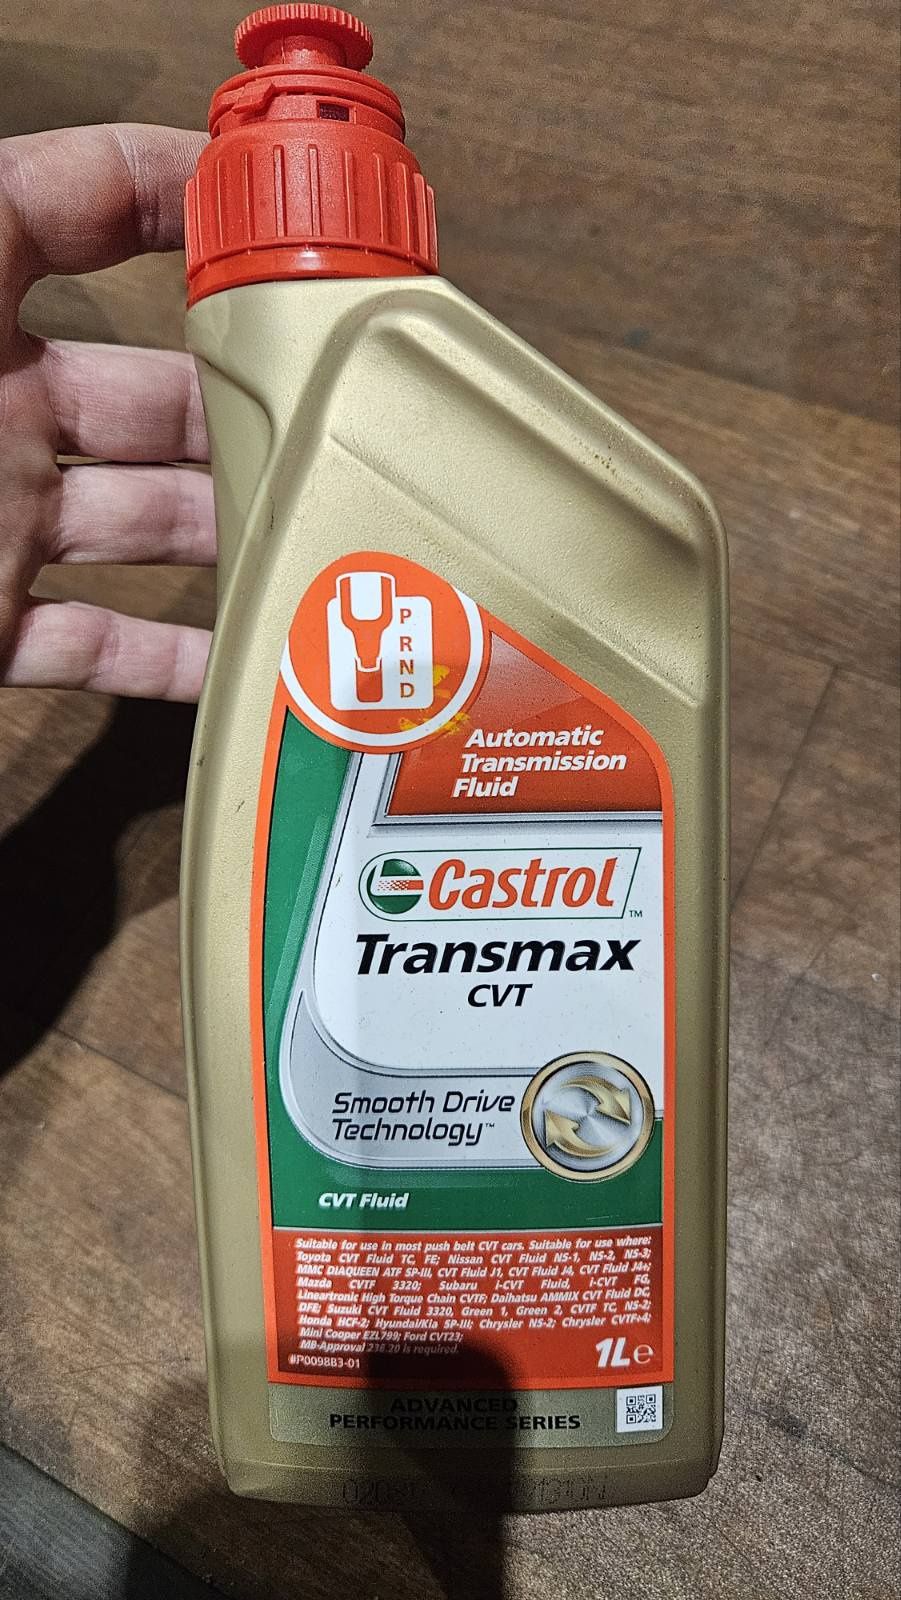 P
R
N
D
Automatic
Transmission
Fluid
Castrol
Transmax
CVT
Smooth Drive
Technology™
CVT Fluid
Suitable for use in most push belt CVT cars. Suitable for use where:
Toyota CVT Fluid TC, FE; Nissan CVT Fluid NS-1, NS-2, NS-3;
MMC DIAQUEEN ATF SP-III, CVT Fluid J1, CVT Fluid J4, CVT Fluid J4+;
Mazda CVTF 3320; Subaru i-CVT Fluid, i-CVT FG,
Lineartronic High Torque Chain CVTF; Daihatsu AMMIX CVT Fluid DC,
DFE; Suzuki CVT Fluid 3320, Green 1, Green 2, CVTF TC, NS-2;
Honda HCF-2; Hyundai/Kia SP-III; Chrysler NS-2; Chrysler CVTF+4;
Mini Cooper EZL799; Ford CVT23;
MB-Approval 236.20 is required.
#P0098B3-01
1L e
ADVANCED
PERFORMANCE SERIES